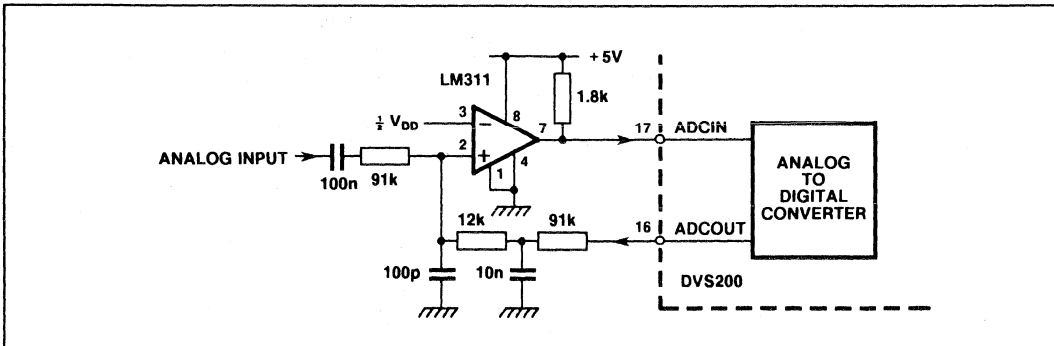 +5V
LM311
1.8k
½ VDD
3
8
7
17
ADCIN
2
4
1
ANALOG INPUT
100n
91k
ANALOG
TO
DIGITAL
CONVERTER
12k
91k
16
ADCOUT
100p
10n
DVS200
−
+